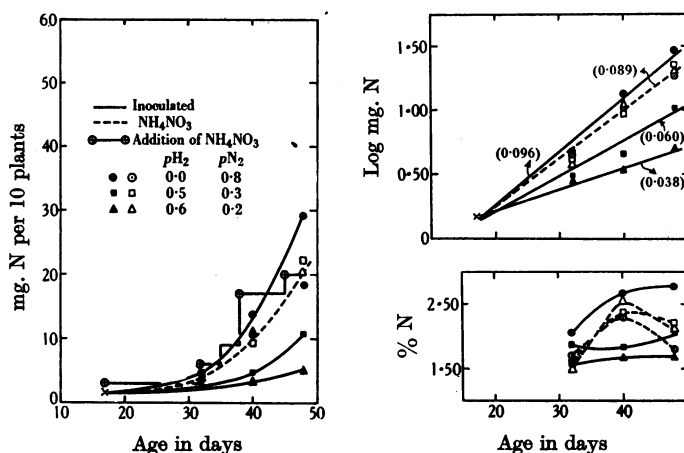 60
50
40
30
20
10
0
mg. N per 10 plants
Inoculated
NH₄NO₃
Addition of NH₄NO₃
pH₂ pN₂
0·0 0·8
0·5 0·3
0·6 0·2
10 20 30 40 50
Age in days
1·50
1·00
0·50
0
Log mg. N
(0·089)
(0·096)
(0·060)
(0·038)
2·50
1·50
% N
20 30 40
Age in days